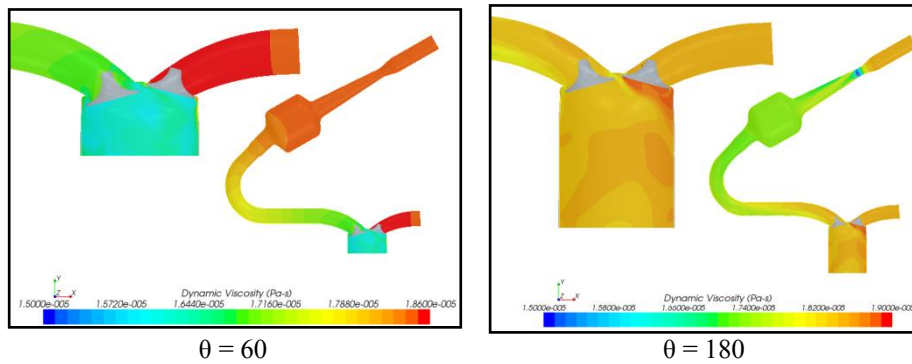 Y
Z X
Dynamic Viscosity (Pa-s)
1.5000e-005 1.5720e-005 1.6440e-005 1.7160e-005 1.7880e-005 1.8600e-005
θ = 60
Y
Z X
Dynamic Viscosity (Pa-s)
1.5000e-005 1.5800e-005 1.6600e-005 1.7400e-005 1.8200e-005 1.9000e-005
θ = 180